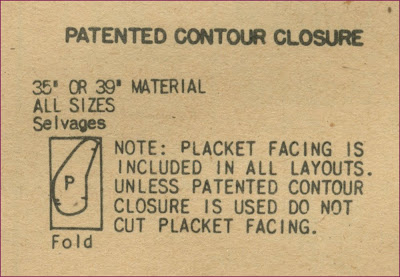 PATENTED CONTOUR CLOSURE
35" OR 39" MATERIAL
ALL SIZES
Selvages
P
NOTE: PLACKET FACING IS
INCLUDED IN ALL LAYOUTS.
UNLESS PATENTED CONTOUR
CLOSURE IS USED DO NOT
CUT PLACKET FACING.
Fold